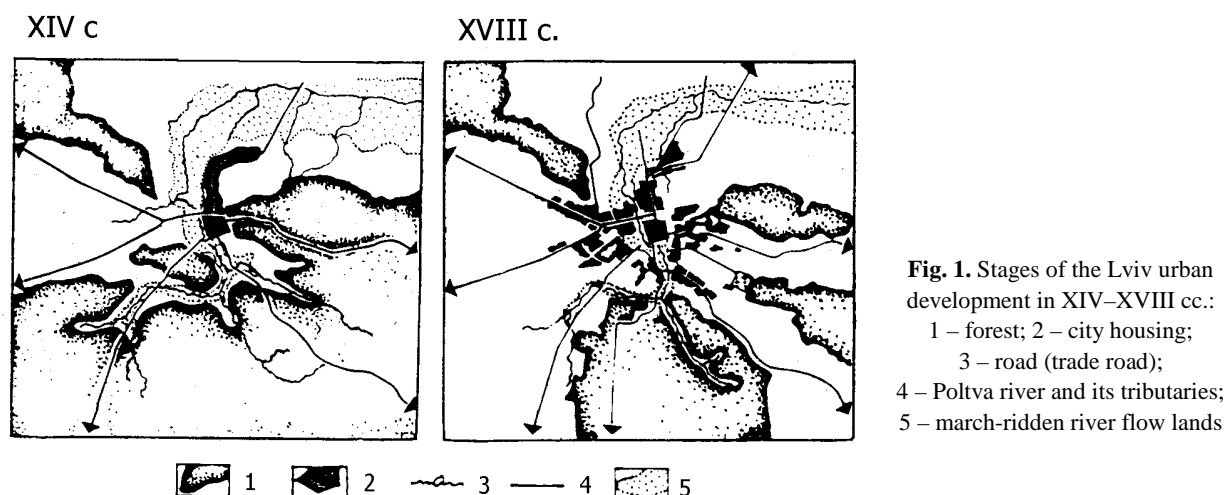 XIV c
XVIII c.
Fig. 1. Stages of the Lviv urban
development in XIV–XVIII cc.:
1 – forest; 2 – city housing;
3 – road (trade road);
4 – Poltva river and its tributaries;
5 – march-ridden river flow lands
1 2 3 4 5